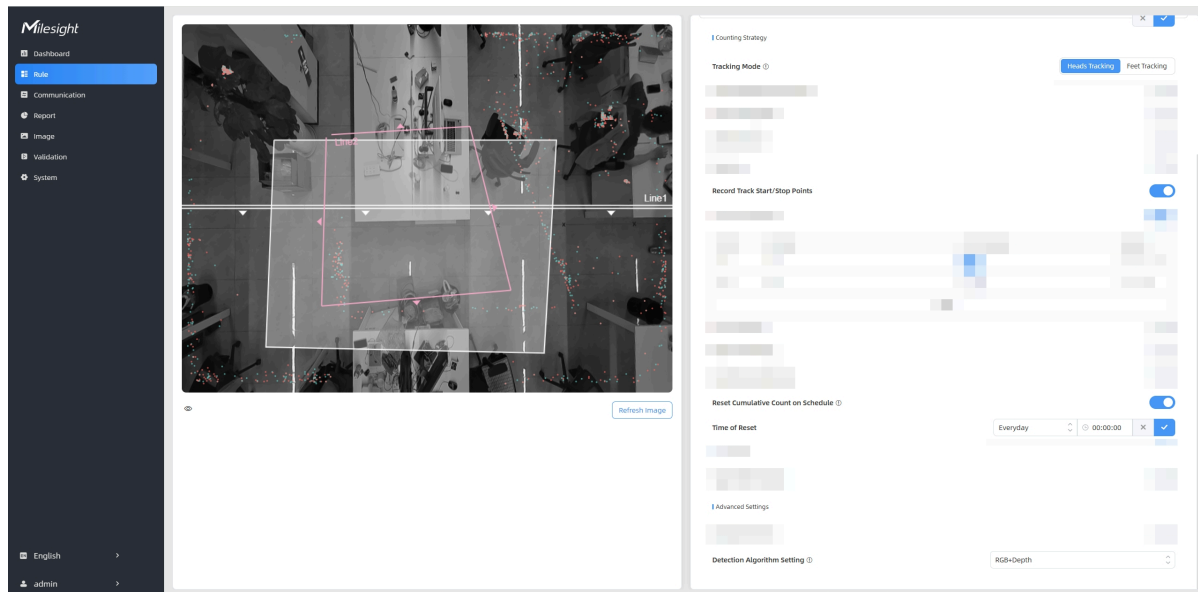 Milesight
Dashboard
Rule
Communication
Report
Image
Validation
System
English
admin
Line1
Refresh Image
Counting Strategy
Tracking Mode
Heads Tracking Feet Tracking
Record Track Start/Stop Points
Reset Cumulative Count on Schedule
Time of Reset Everyday 00:00:00
Advanced Settings
Detection Algorithm Setting RGB+Depth